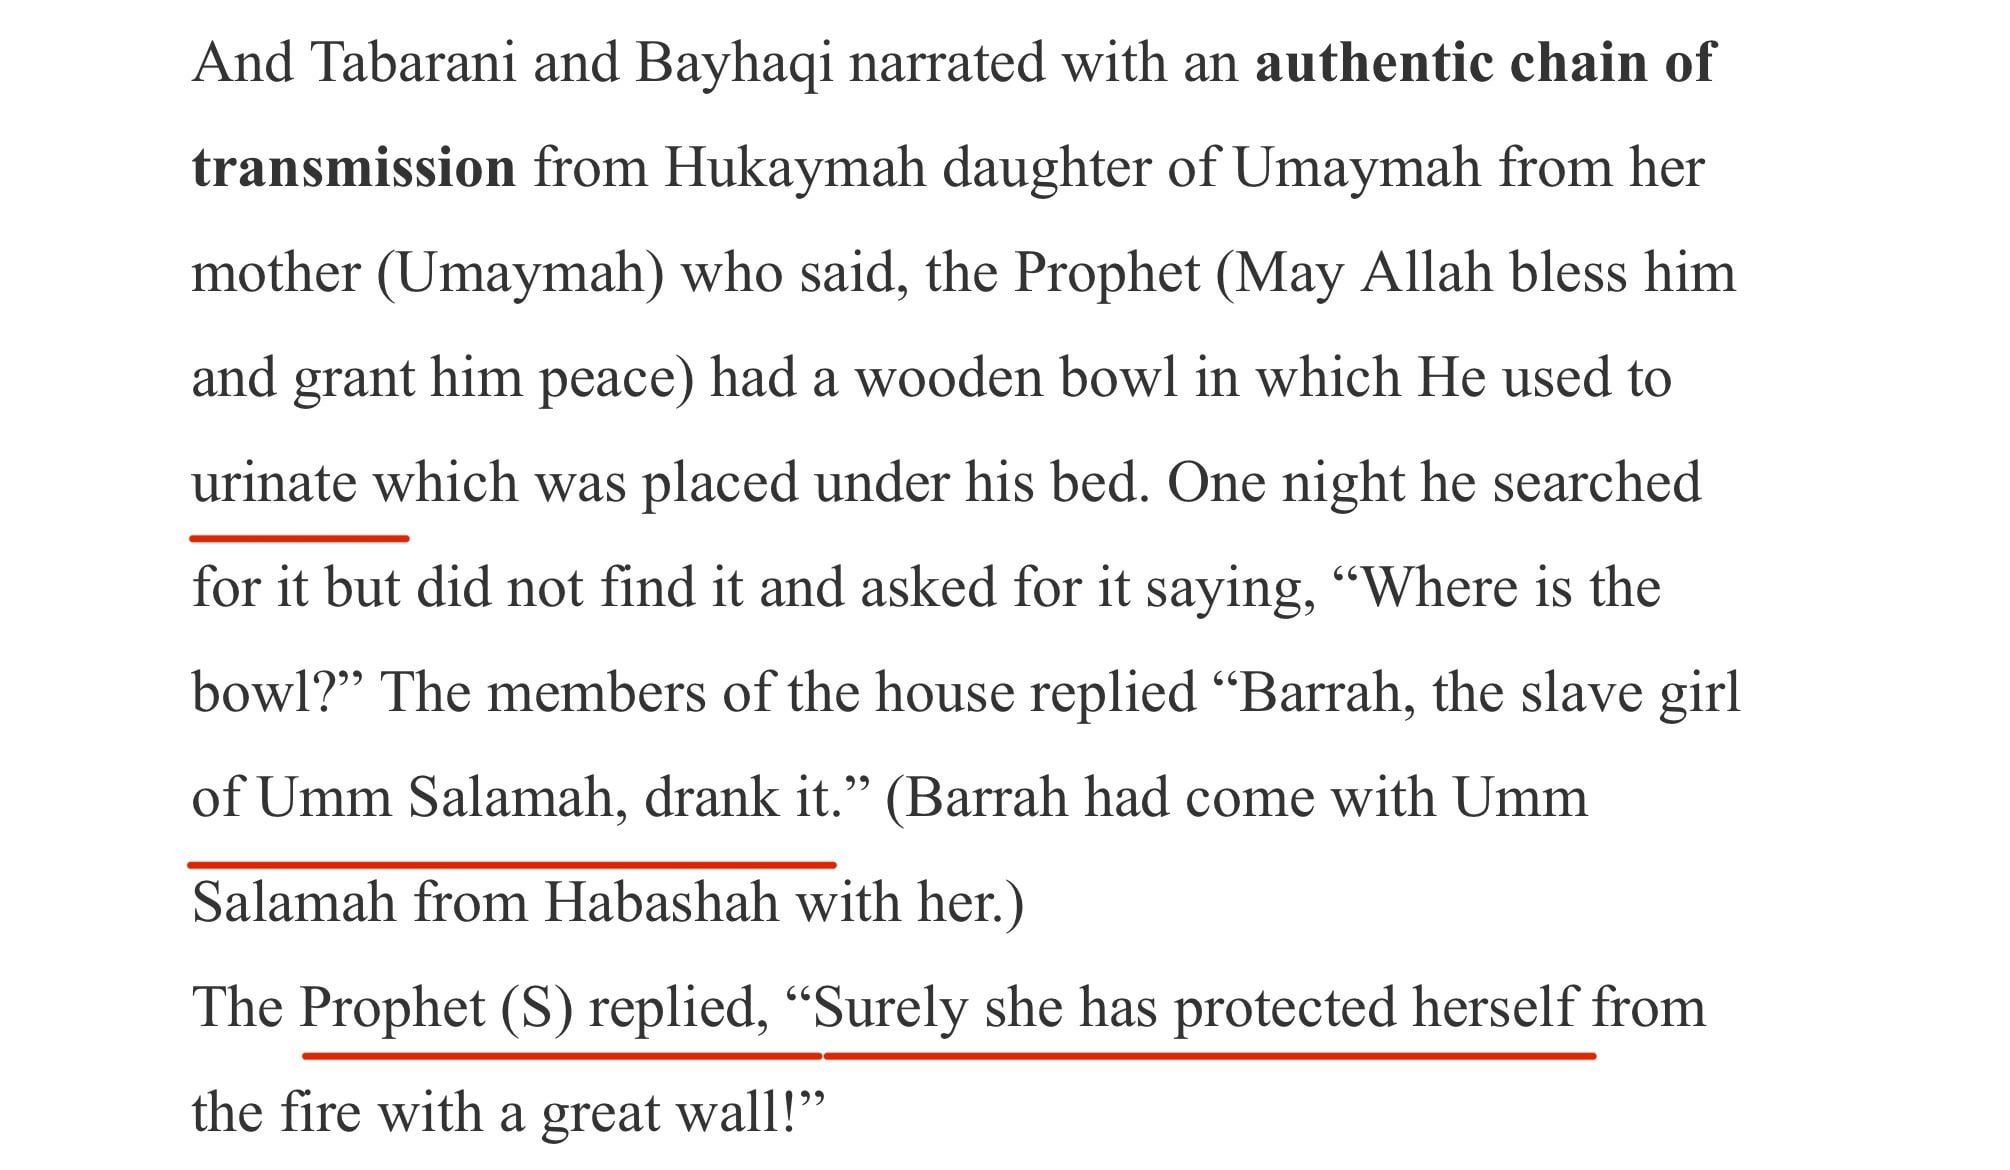 And Tabarani and Bayhaqi narrated with an authentic chain of
transmission from Hukaymah daughter of Umaymah from her
mother (Umaymah) who said, the Prophet (May Allah bless him
and grant him peace) had a wooden bowl in which He used to
urinate which was placed under his bed. One night he searched
for it but did not find it and asked for it saying, “Where is the
bowl?” The members of the house replied “Barrah, the slave girl
of Umm Salamah, drank it.” (Barrah had come with Umm
Salamah from Habashah with her.)
The Prophet (S) replied, “Surely she has protected herself from
the fire with a great wall!”